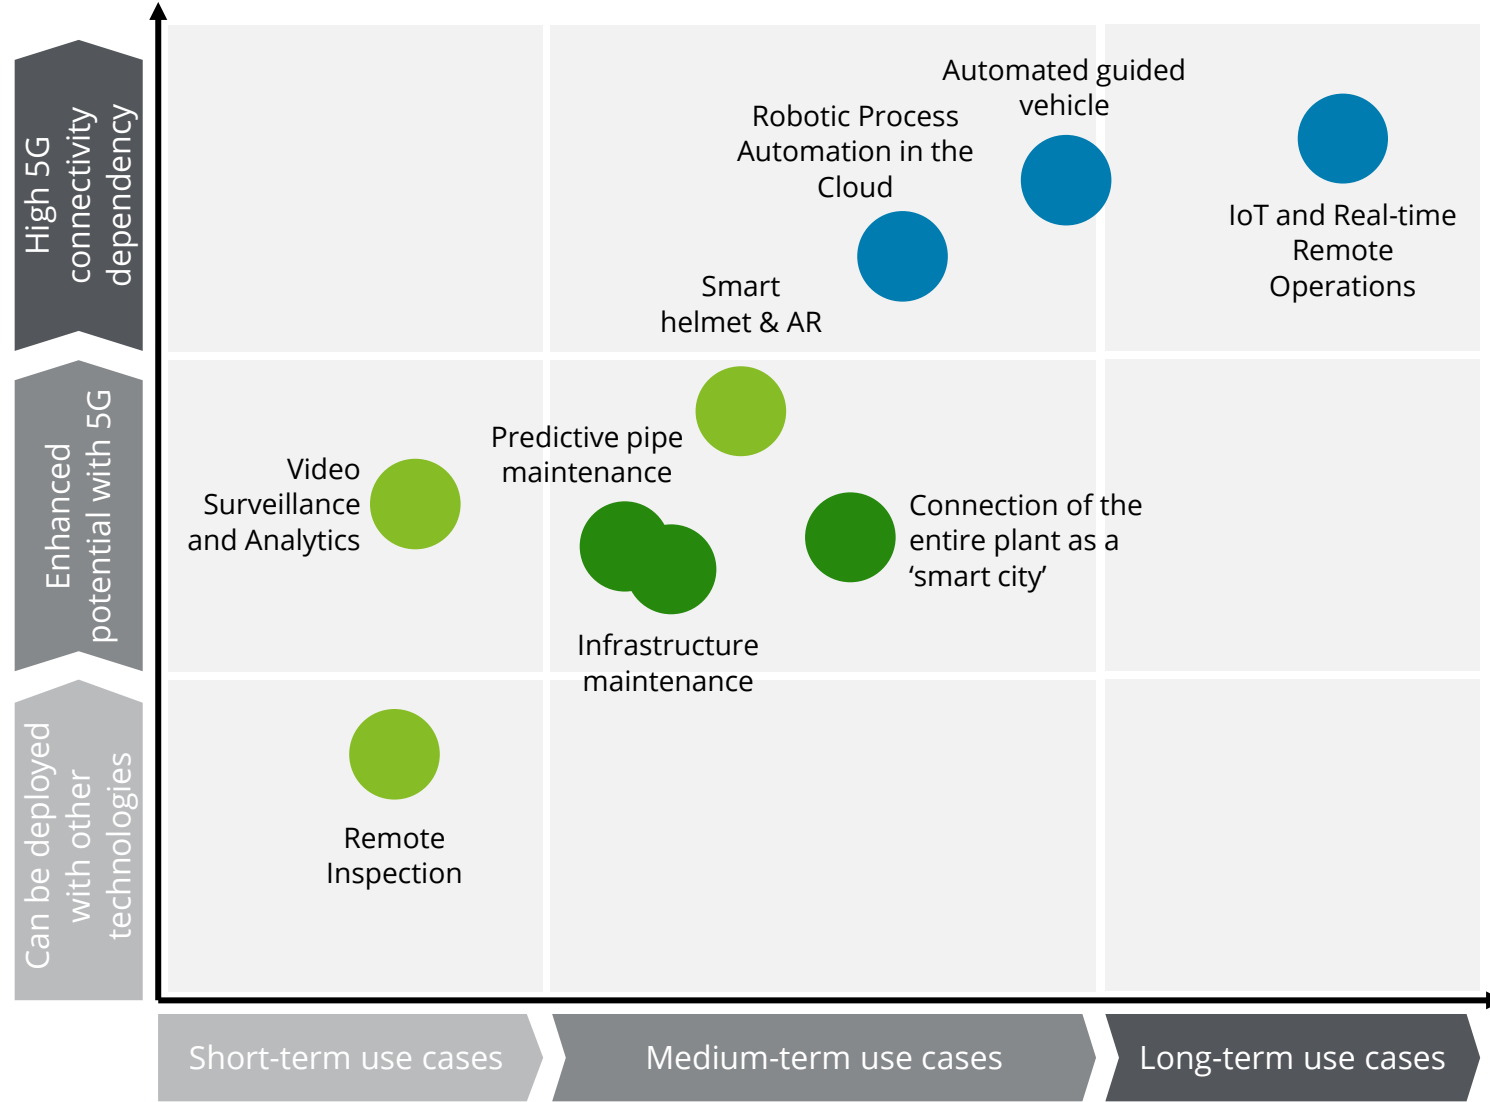 High 5G
connectivity
dependency
Enhanced
potential with 5G
Can be deployed
with other
technologies
Automated guided
vehicle
Robotic Process
Automation in the
Cloud
IoT and Real-time
Remote
Operations
Smart
helmet & AR
Predictive pipe
maintenance
Video
Surveillance
and Analytics
Connection of the
entire plant as a
‘smart city’
Infrastructure
maintenance
Remote
Inspection
Short-term use cases
Medium-term use cases
Long-term use cases